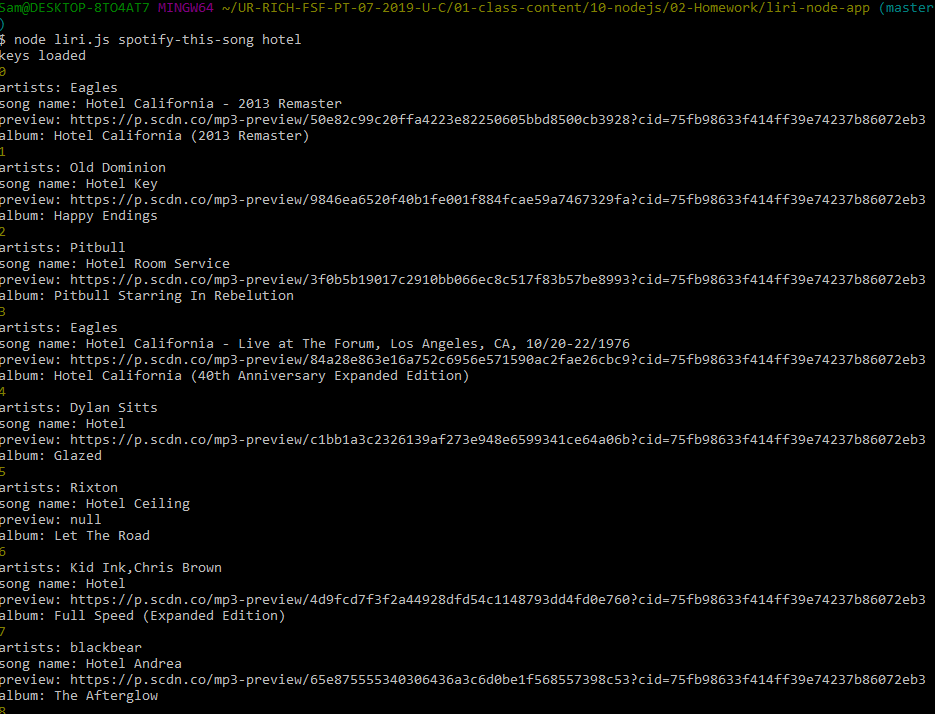 Sam@DESKTOP-8TO4AT7 MINGW64 ~/UR-RICH-FSF-PT-07-2019-U-C/01-class-content/10-nodejs/02-Homework/liri-node-app (master
)
$ node liri.js spotify-this-song hotel
keys loaded
0
artists: Eagles
song name: Hotel California - 2013 Remaster
preview: https://p.scdn.co/mp3-preview/50e82c99c20ffa4223e82250605bbd8500cb3928?cid=75fb98633f414ff39e74237b86072eb3
album: Hotel California (2013 Remaster)
1
artists: Old Dominion
song name: Hotel Key
preview: https://p.scdn.co/mp3-preview/9846ea6520f40b1fe001f884fcae59a7467329fa?cid=75fb98633f414ff39e74237b86072eb3
album: Happy Endings
2
artists: Pitbull
song name: Hotel Room Service
preview: https://p.scdn.co/mp3-preview/3f0b5b19017c2910bb066ec8c517f83b57be8993?cid=75fb98633f414ff39e74237b86072eb3
album: Pitbull Starring In Rebelution
3
artists: Eagles
song name: Hotel California - Live at The Forum, Los Angeles, CA, 10/20-22/1976
preview: https://p.scdn.co/mp3-preview/84a28e863e16a752c6956e571590ac2fae26cbc9?cid=75fb98633f414ff39e74237b86072eb3
album: Hotel California (40th Anniversary Expanded Edition)
4
artists: Dylan Sitts
song name: Hotel
preview: https://p.scdn.co/mp3-preview/c1bb1a3c2326139af273e948e6599341ce64a06b?cid=75fb98633f414ff39e74237b86072eb3
album: Glazed
5
artists: Rixton
song name: Hotel Ceiling
preview: null
album: Let The Road
6
artists: Kid Ink,Chris Brown
song name: Hotel
preview: https://p.scdn.co/mp3-preview/4d9fcd7f3f2a44928dfd54c1148793dd4fd0e760?cid=75fb98633f414ff39e74237b86072eb3
album: Full Speed (Expanded Edition)
7
artists: blackbear
song name: Hotel Andrea
preview: https://p.scdn.co/mp3-preview/65e875555340306436a3c6d0be1f568557398c53?cid=75fb98633f414ff39e74237b86072eb3
album: The Afterglow
8